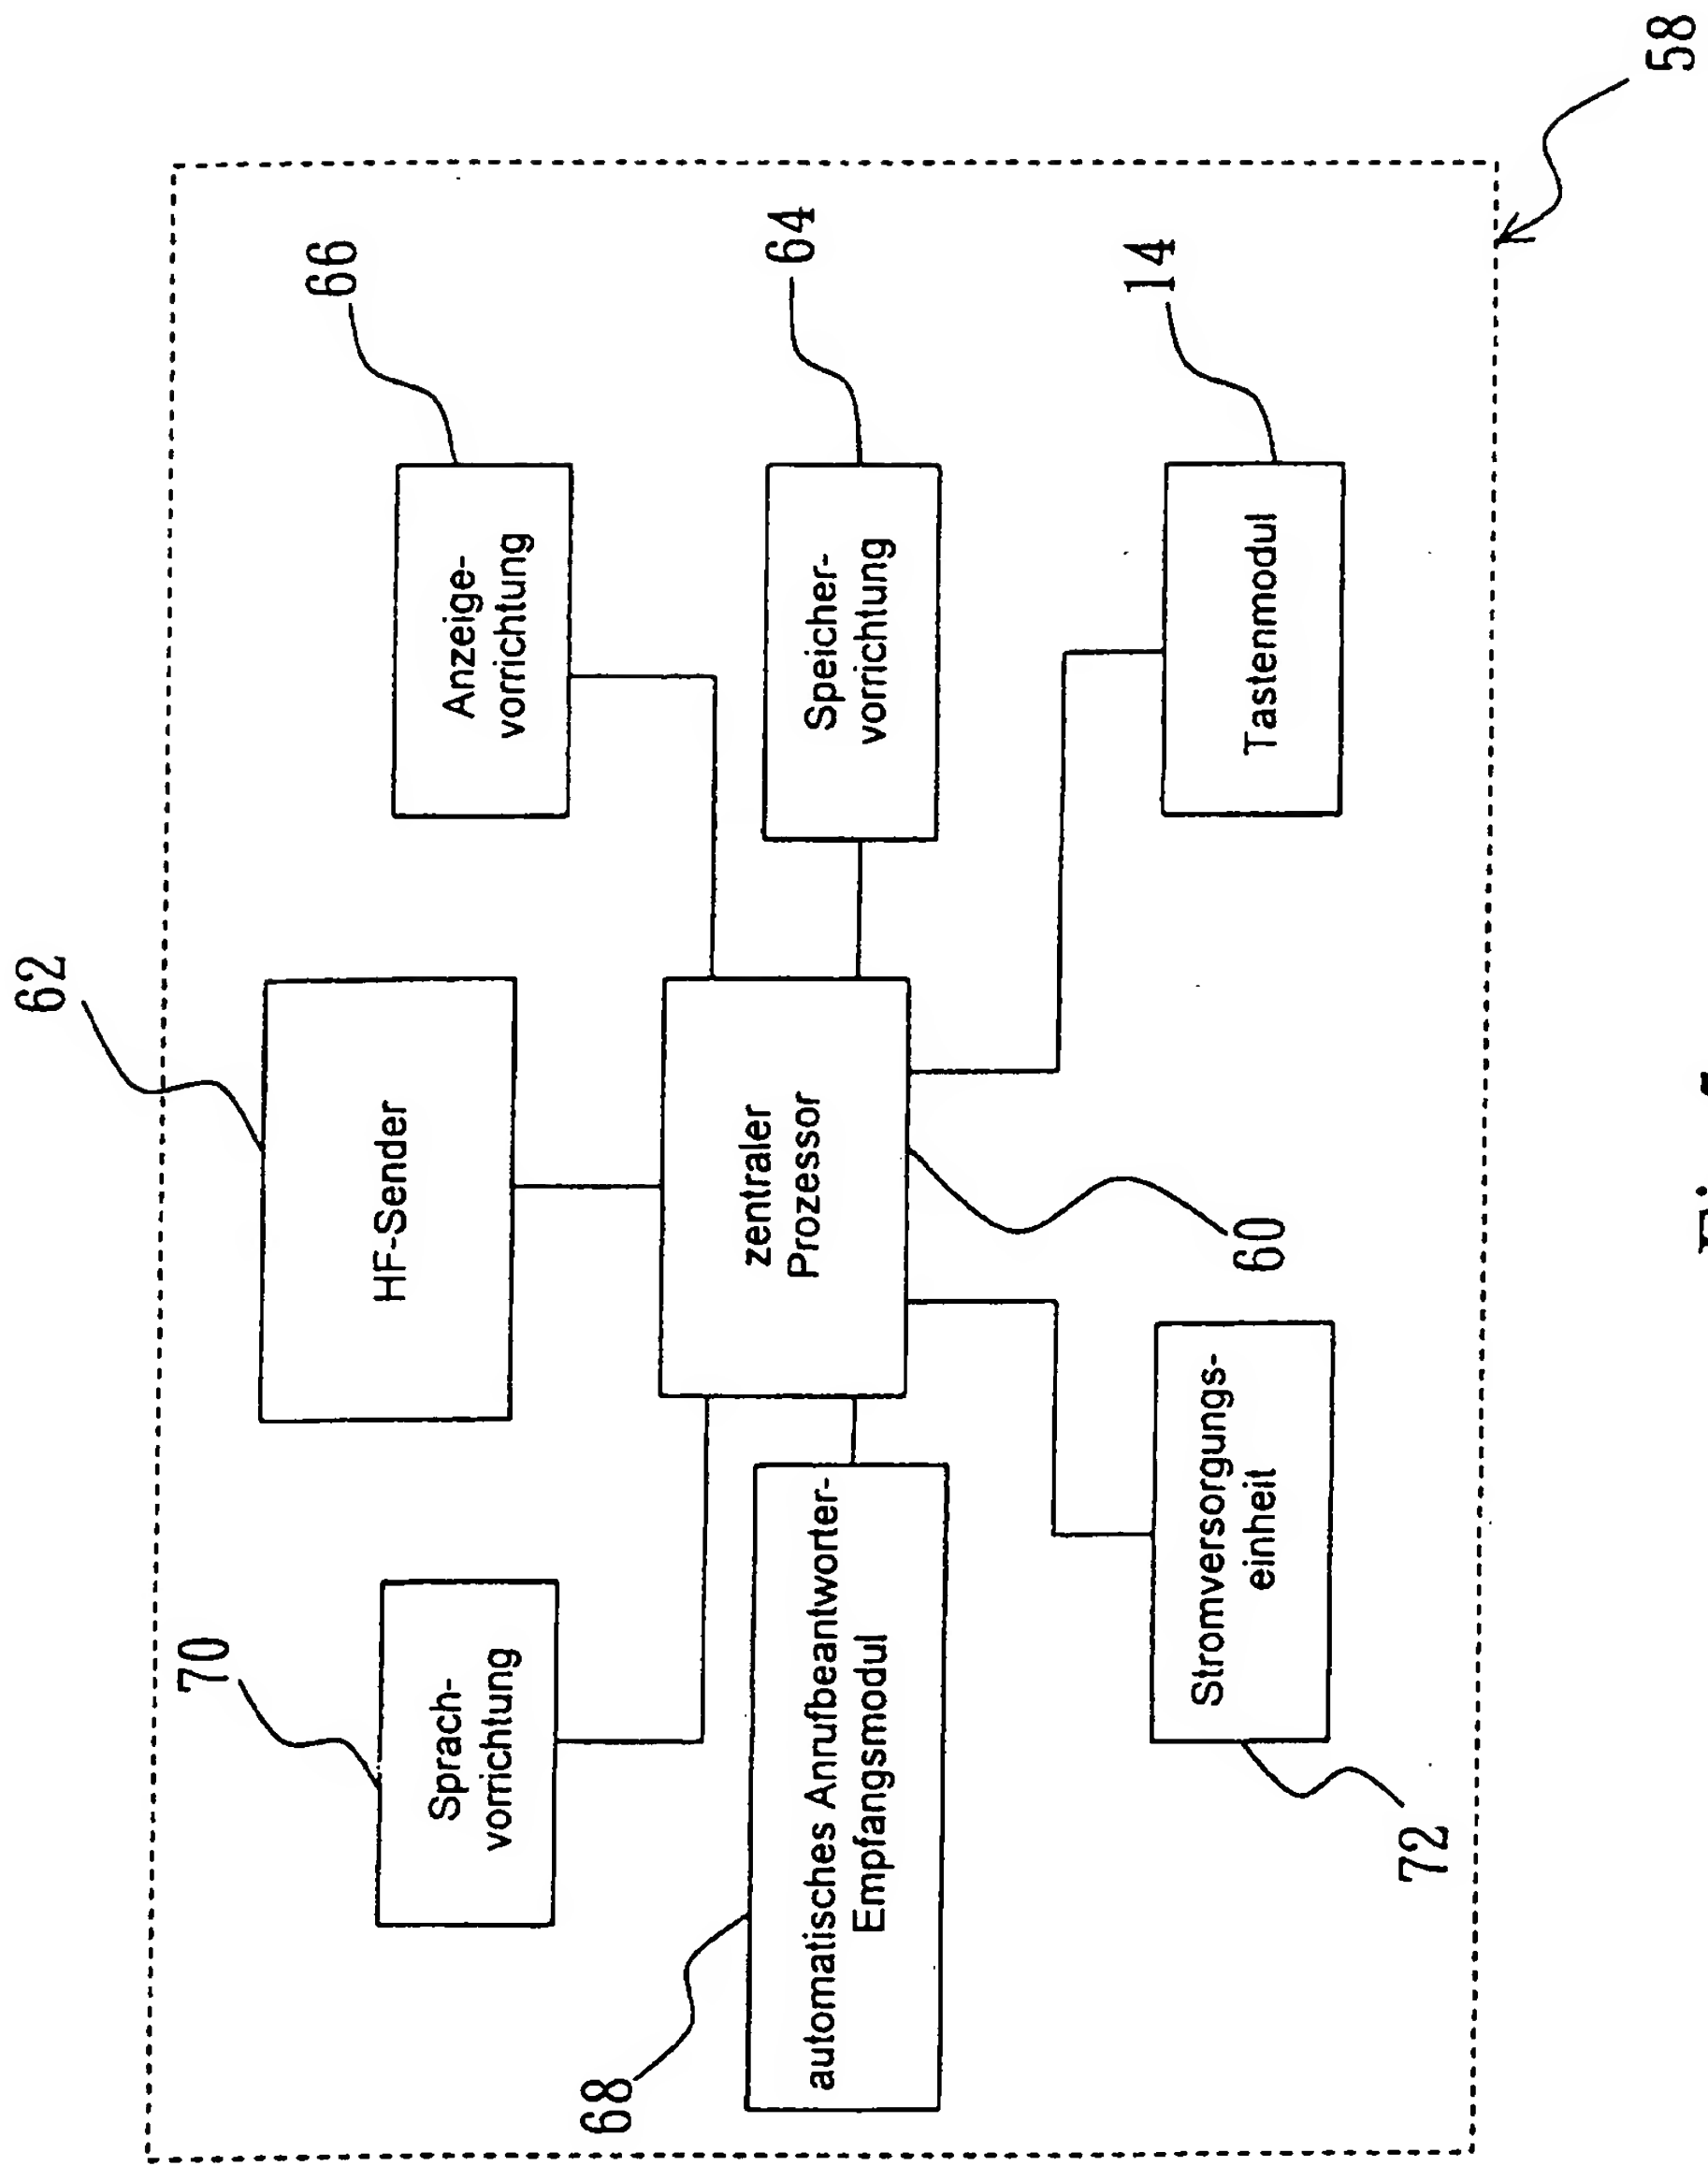 62
70
66
HF-Sender
Sprach-
vorrichtung
Anzeige-
vorrichtung
68
64
automatisches Anrufbeantworter-
Empfangsmodul
zentraler
Prozessor
Speicher-
vorrichtung
14
60
Stromversorgungs-
einheit
Tastenmodul
72
58